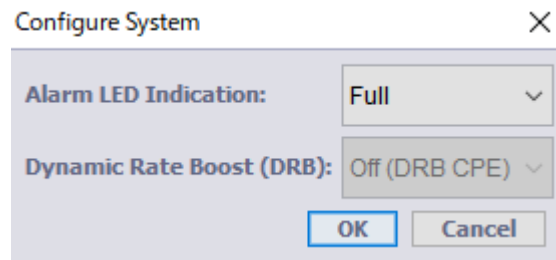 Configure System
Alarm LED Indication: Full
Dynamic Rate Boost (DRB): Off (DRB CPE)
OK Cancel